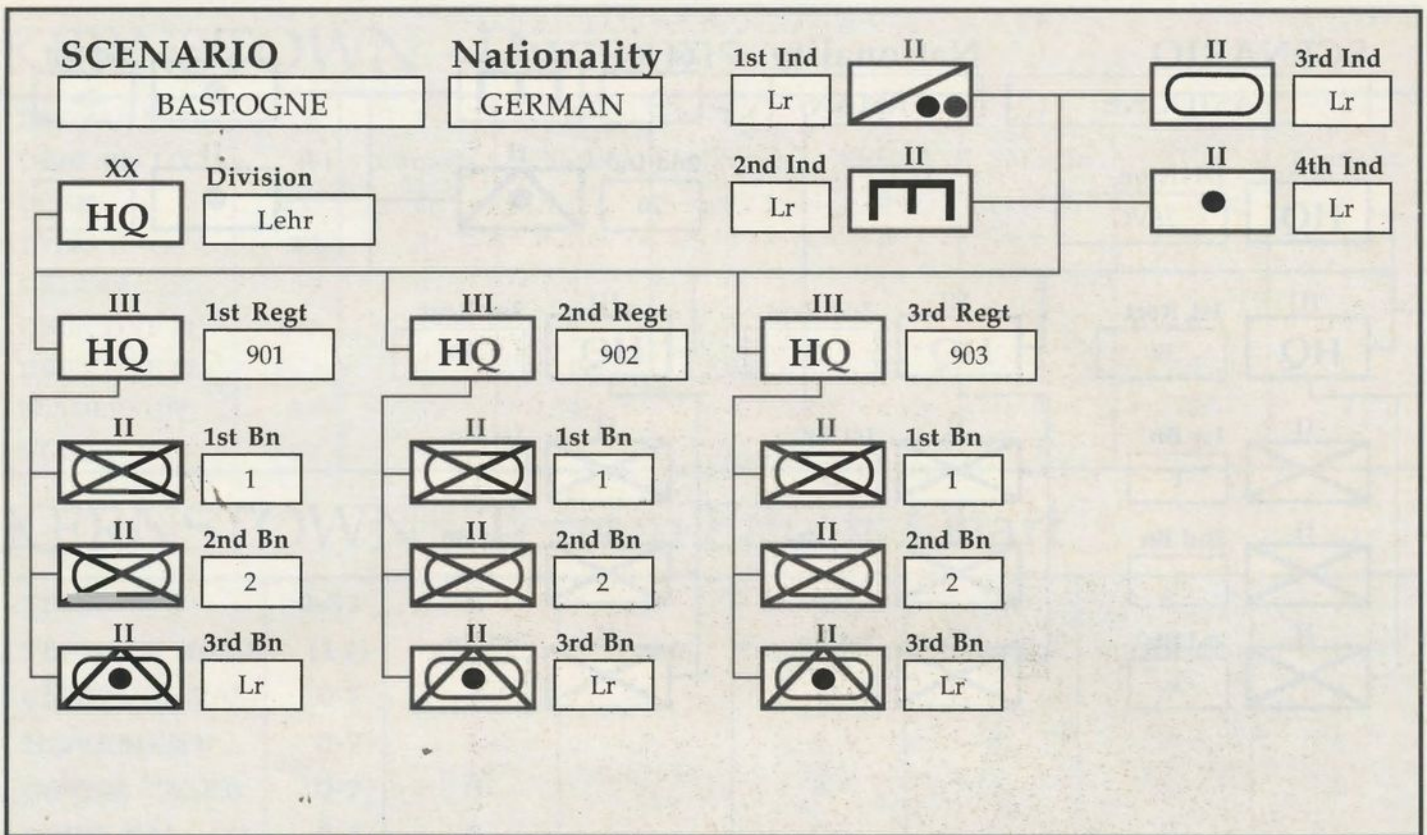 SCENARIO
BASTOGNE
Nationality
GERMAN
1st Ind
Lr
II
II
3rd Ind
Lr
XX
HQ
Division
Lehr
2nd Ind
Lr
II
II
4th Ind
Lr
III
HQ
1st Regt
901
III
HQ
2nd Regt
902
III
HQ
3rd Regt
903
II
1st Bn
1
II
1st Bn
1
II
1st Bn
1
II
2nd Bn
2
II
2nd Bn
2
II
2nd Bn
2
II
3rd Bn
Lr
II
3rd Bn
Lr
II
3rd Bn
Lr